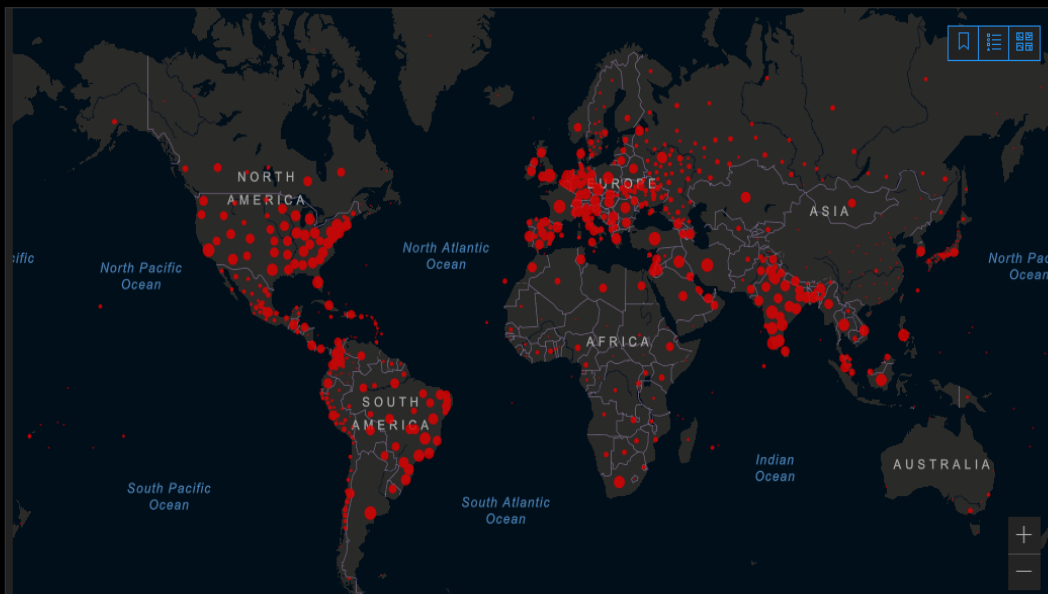 NORTH
AMERICA
EUROPE
ASIA
cific
North Pacific
Ocean
North Atlantic
Ocean
North Pac
Ocean
AFRICA
SOUTH
AMERICA
Indian
Ocean
AUSTRALIA
South Pacific
Ocean
South Atlantic
Ocean
+
−